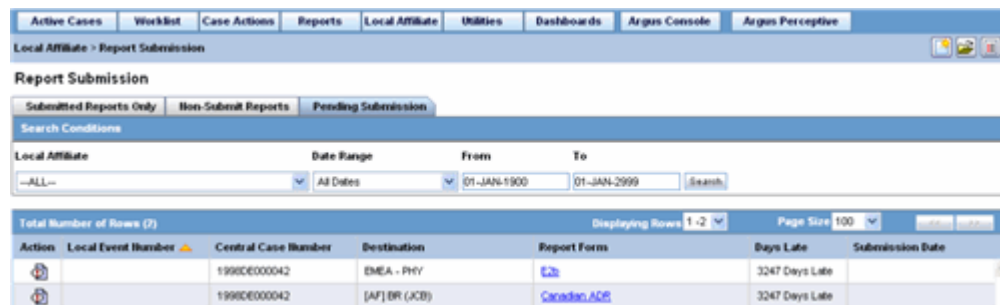 Active Cases Worklist Case Actions Reports Local Affiliate Utilities Dashboards Argus Console Argus Perceptive
Local Affiliate > Report Submission
Report Submission
Submitted Reports Only Non-Submit Reports Pending Submission
Search Conditions
Local Affiliate Date Range From To
--ALL-- All Dates 01-JAN-1900 01-JAN-2999 Search
Total Number of Rows (2) Displaying Rows 1 -2 Page Size 100 << >>
Action Local Event Number Central Case Number Destination Report Form Days Late Submission Date
1998DE000042 EMEA - PHY E2b 3247 Days Late
1998DE000042 [AF] BR (JCB) Canadian ADR 3247 Days Late